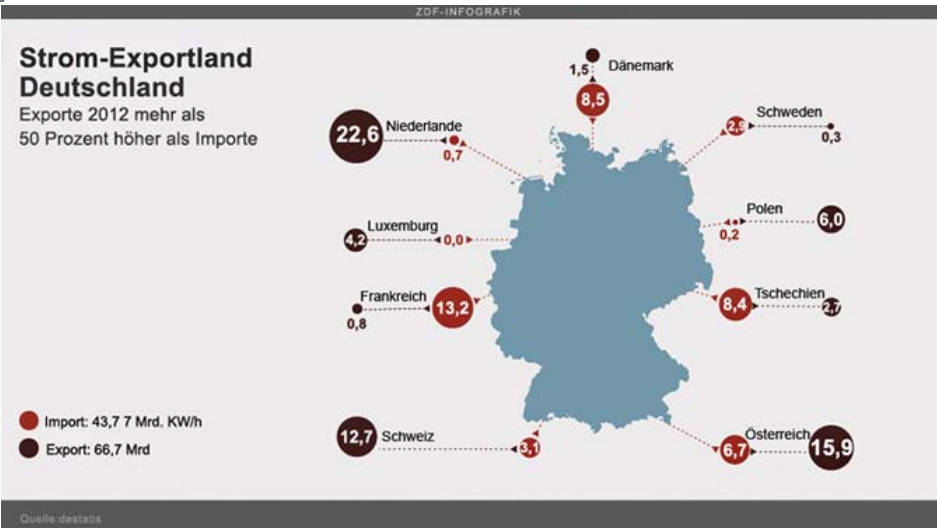 ZDF-INFOGRAFIK
Strom-Exportland
Deutschland
Exporte 2012 mehr als
50 Prozent höher als Importe
1,5
Dänemark
8,5
Niederlande
22,6
0,7
Schweden
2,9
0,3
Luxemburg
4,2
0,0
Polen
0,2
6,0
Frankreich
0,8
13,2
Tschechien
8,4
2,7
Import: 43,7 7 Mrd. KW/h
Export: 66,7 Mrd
12,7
Schweiz
3,1
Österreich
6,7
15,9
Quelle:destatis